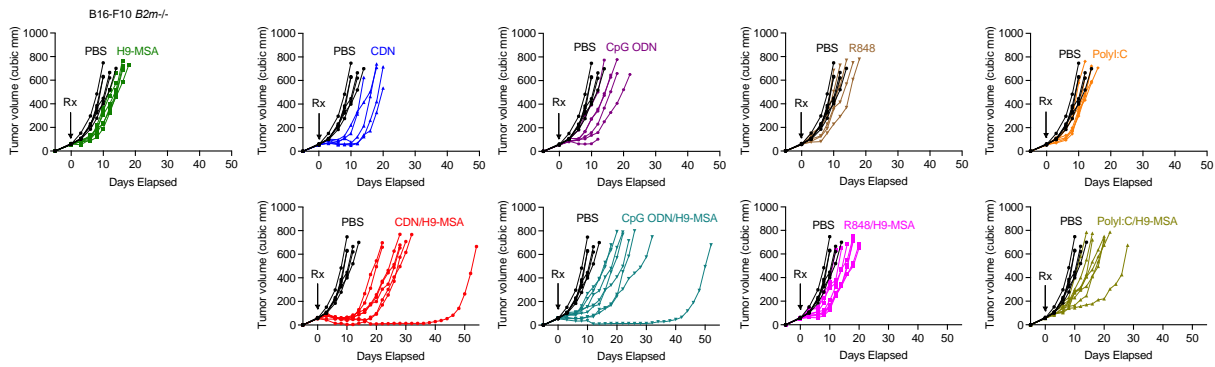 B16-F10 B2m-/-
1000
800
600
400
200
0
Tumor volume (cubic mm)
PBS H9-MSA
Rx
0 10 20 30 40 50
Days Elapsed
1000
800
600
400
200
0
Tumor volume (cubic mm)
PBS CDN
Rx
0 10 20 30 40 50
Days Elapsed
1000
800
600
400
200
0
Tumor volume (cubic mm)
PBS CpG ODN
Rx
0 10 20 30 40 50
Days Elapsed
1000
800
600
400
200
0
Tumor volume (cubic mm)
PBS R848
Rx
0 10 20 30 40 50
Days Elapsed
1000
800
600
400
200
0
Tumor volume (cubic mm)
PBS PolyI:C
Rx
0 10 20 30 40 50
Days Elapsed
1000
800
600
400
200
0
Tumor volume (cubic mm)
PBS CDN/H9-MSA
Rx
0 10 20 30 40 50
Days Elapsed
1000
800
600
400
200
0
Tumor volume (cubic mm)
PBS CpG ODN/H9-MSA
Rx
0 10 20 30 40 50
Days Elapsed
1000
800
600
400
200
0
Tumor volume (cubic mm)
PBS R848/H9-MSA
Rx
0 10 20 30 40 50
Days Elapsed
1000
800
600
400
200
0
Tumor volume (cubic mm)
PBS PolyI:C/H9-MSA
Rx
0 10 20 30 40 50
Days Elapsed